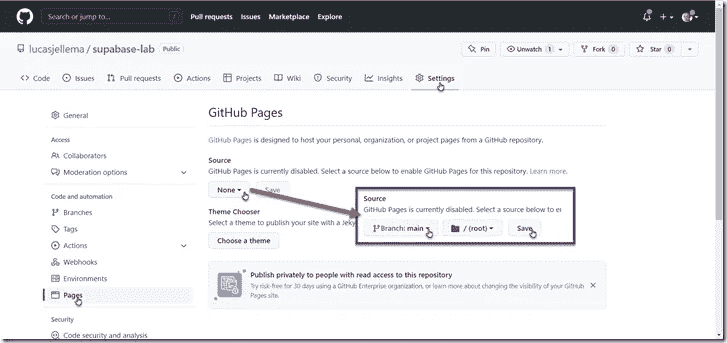 Search or jump to...
/
Pull requests
Issues
Marketplace
Explore
lucasjellema / supabase-lab
Public
Pin
Unwatch 1
Fork 0
Star 0
Code
Issues
Pull requests
Actions
Projects
Wiki
Security
Insights
Settings
General
Access
Collaborators
Moderation options
Code and automation
Branches
Tags
Actions
Webhooks
Environments
Pages
Security
Code security and analysis
GitHub Pages
GitHub Pages is designed to host your personal, organization, or project pages from a GitHub repository.
Source
GitHub Pages is currently disabled. Select a source below to enable GitHub Pages for this repository. Learn more.
None
Save
Source
GitHub Pages is currently disabled. Select a source below to e
Branch: main
/ (root)
Save
Theme Chooser
Select a theme to publish your site with a Jeky
Choose a theme
Publish privately to people with read access to this repository
Try risk-free for 30 days using a GitHub Enterprise organization, or learn more about changing the visibility of your GitHub
Pages site.